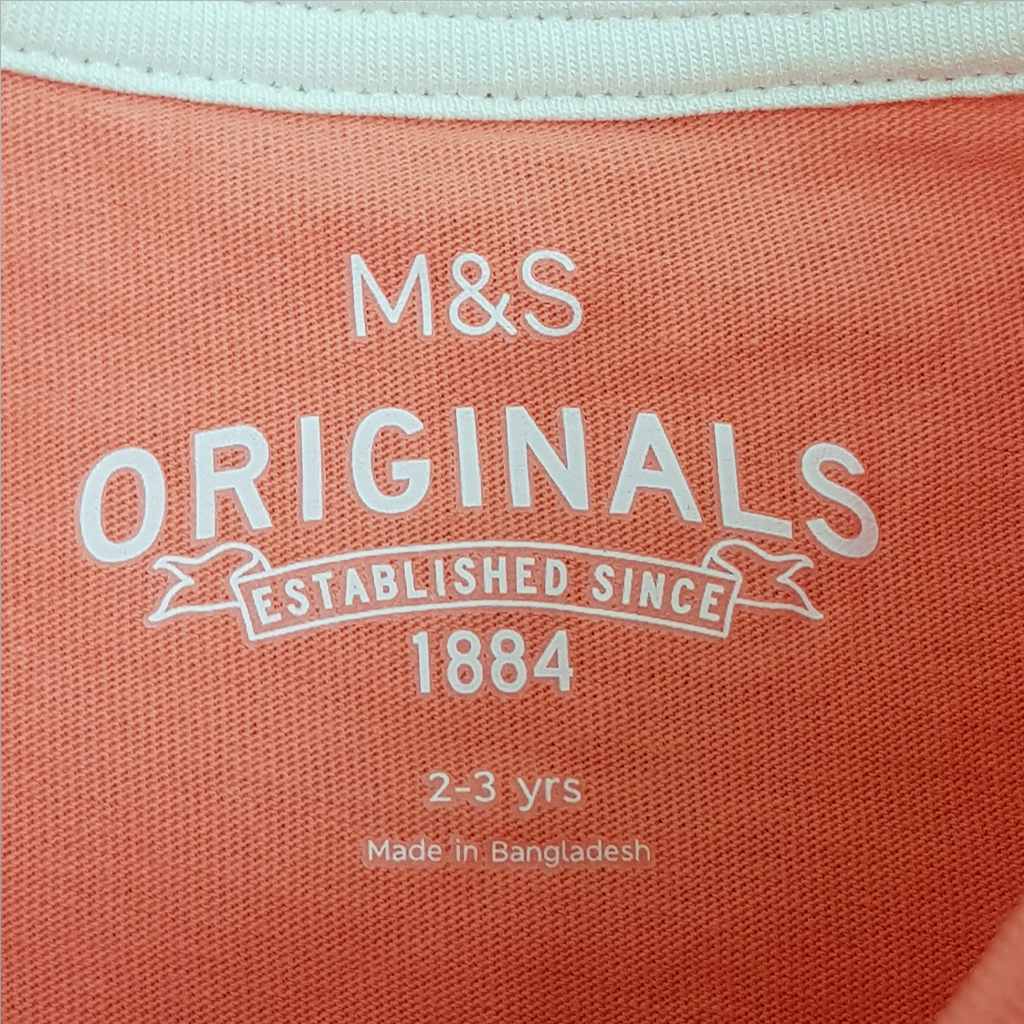 M&S
ORIGINALS
ESTABLISHED SINCE
1884
2-3 yrs
Made in Bangladesh